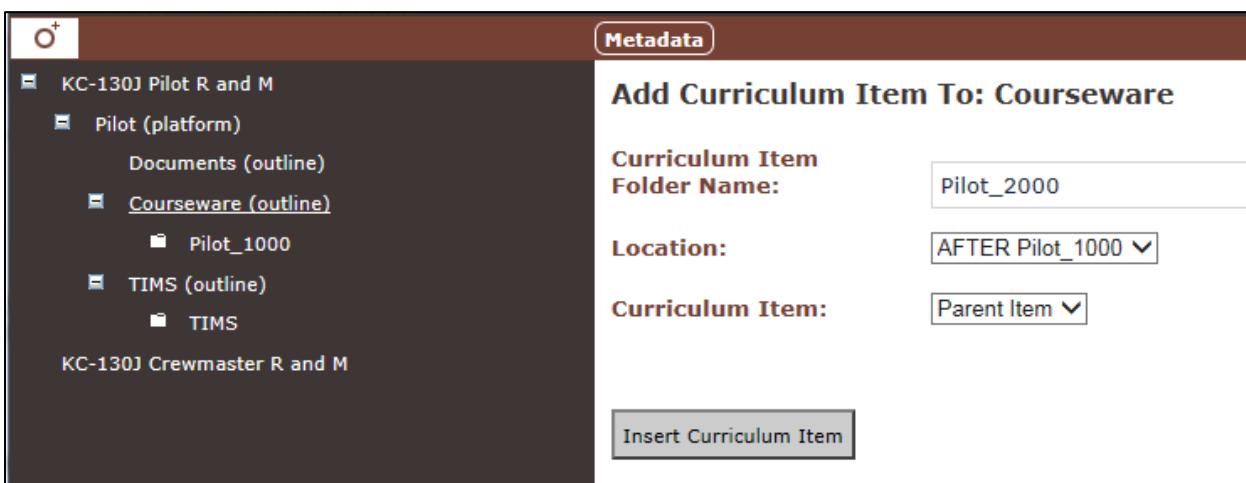 Metadata
KC-130J Pilot R and M
Pilot (platform)
Documents (outline)
Courseware (outline)
Pilot_1000
TIMS (outline)
TIMS
KC-130J Crewmaster R and M
Add Curriculum Item To: Courseware
Curriculum Item
Folder Name:
Pilot_2000
Location:
AFTER Pilot_1000
Curriculum Item:
Parent Item
Insert Curriculum Item